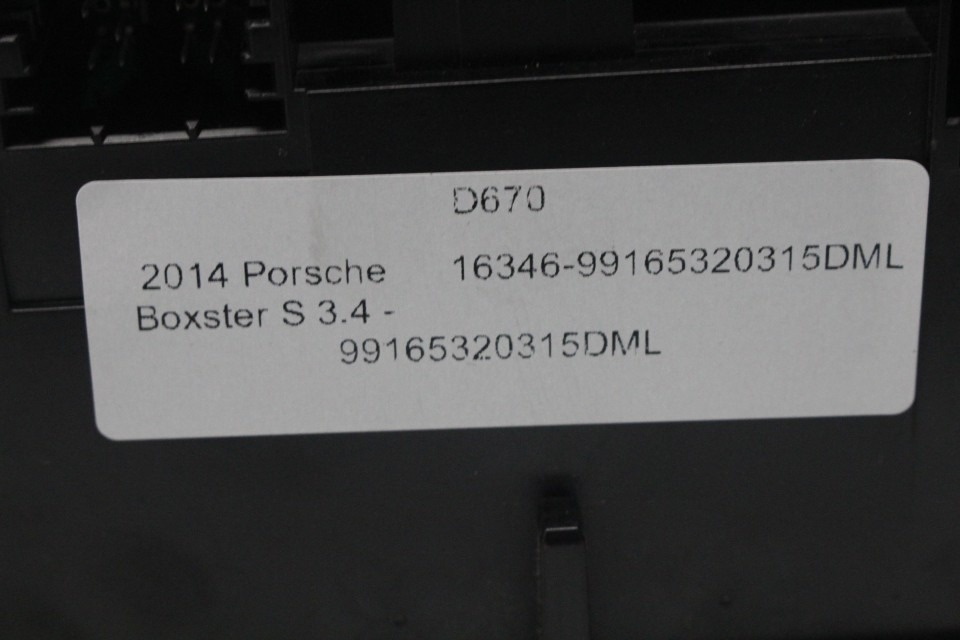 D670
2014 Porsche 16346-99165320315DML
Boxster S 3.4 -
99165320315DML